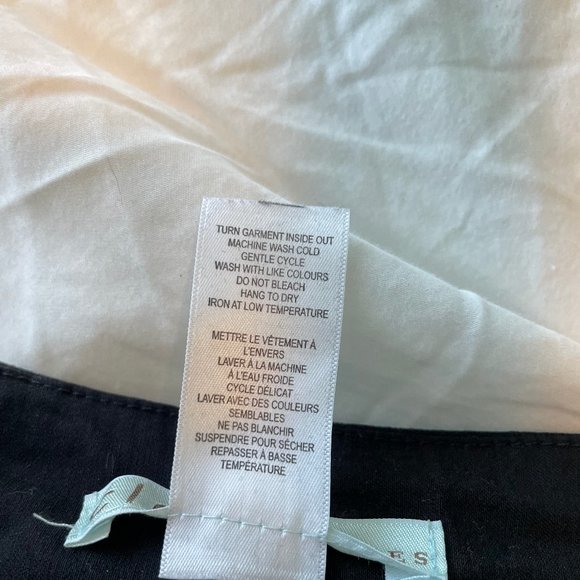 TURN GARMENT INSIDE OUT
MACHINE WASH COLD
GENTLE CYCLE
WASH WITH LIKE COLOURS
DO NOT BLEACH
HANG TO DRY
IRON AT LOW TEMPERATURE
METTRE LE VÊTEMENT À
L'ENVERS
LAVER À LA MACHINE
À L'EAU FROIDE
CYCLE DÉLICAT
LAVER AVEC DES COULEURS
SEMBLABLES
NE PAS BLANCHIR
SUSPENDRE POUR SÉCHER
REPASSER À BASSE
TEMPÉRATURE
E S